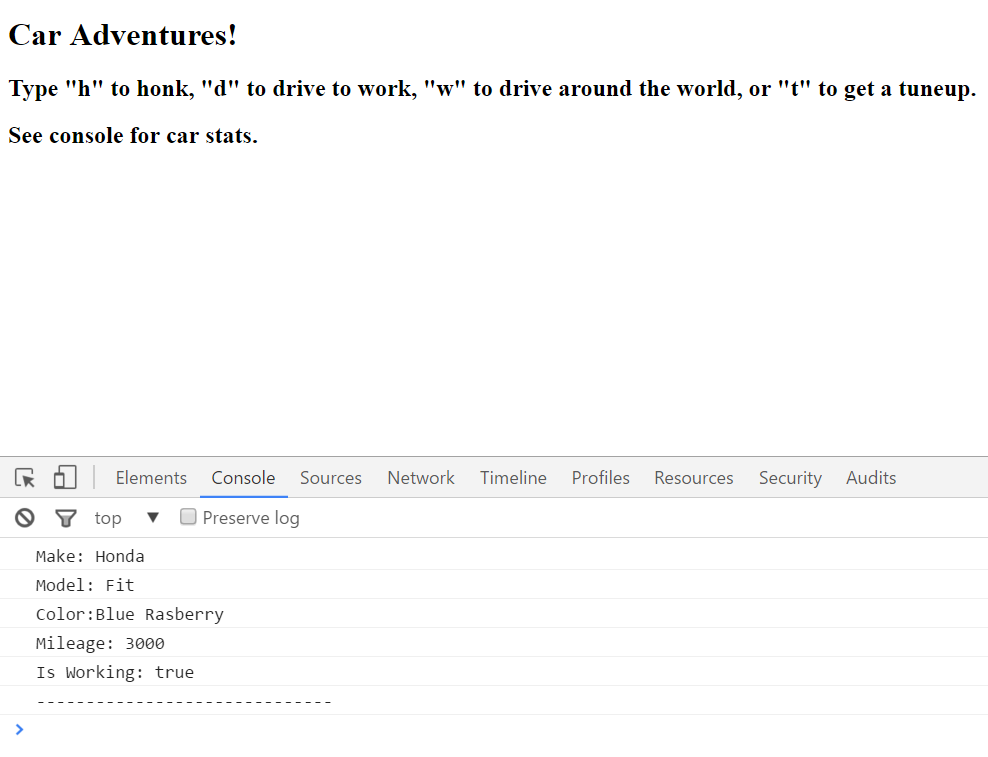 Car Adventures!
Type "h" to honk, "d" to drive to work, "w" to drive around the world, or "t" to get a tuneup.
See console for car stats.
Elements Console Sources Network Timeline Profiles Resources Security Audits
top ▼ Preserve log
Make: Honda
Model: Fit
Color:Blue Rasberry
Mileage: 3000
Is Working: true
------------------------------
>